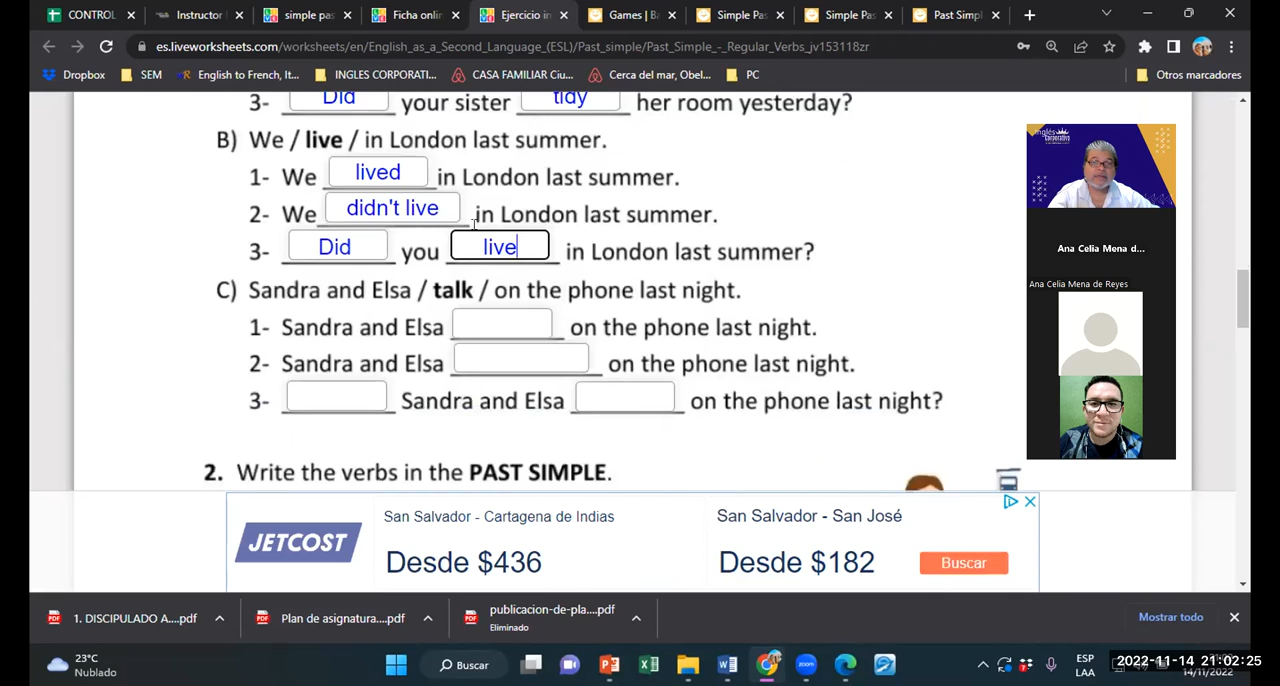 CONTROL
Instructor
simple pas
Ficha onlin
Ejercicio in
Games | Ba
Simple Pas
Simple Pas
Past Simpl
es.liveworksheets.com/worksheets/en/English_as_a_Second_Language_(ESL)/Past_simple/Past_Simple_-_Regular_Verbs_jv153118zr
Dropbox
SEM
English to French, It...
INGLES CORPORATI...
CASA FAMILIAR Ciu...
Cerca del mar, Obel...
PC
Otros marcadores
3- Did your sister tidy her room yesterday?
B) We / live / in London last summer.
1- We lived in London last summer.
2- We didn't live in London last summer.
3- Did you live in London last summer?
C) Sandra and Elsa / talk / on the phone last night.
1- Sandra and Elsa on the phone last night.
2- Sandra and Elsa on the phone last night.
3- Sandra and Elsa on the phone last night?
2. Write the verbs in the PAST SIMPLE.
Inglés
Corporativo
Ana Celia Mena d...
Ana Celia Mena de Reyes
JETCOST
San Salvador - Cartagena de Indias
Desde $436
San Salvador - San José
Desde $182
Buscar
1. DISCIPULADO A....pdf
Plan de asignatura....pdf
publicacion-de-pla....pdf
Eliminado
Mostrar todo
23°C
Nublado
Buscar
ESP
LAA
2022-11-14 21:02:25
14/11/2022